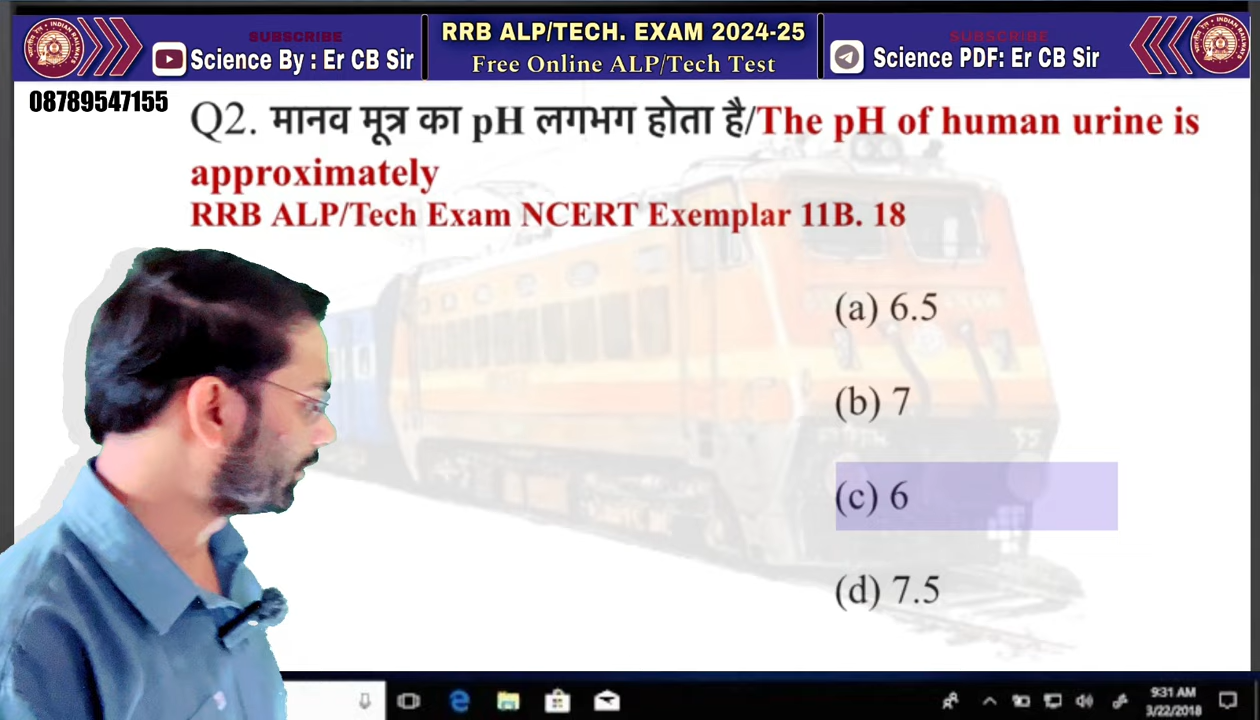 SUBSCRIBE
Science By : Er CB Sir
RRB ALP/TECH. EXAM 2024-25
Free Online ALP/Tech Test
SUBSCRIBE
Science PDF: Er CB Sir
08789547155
Q2. मानव मूत्र का pH लगभग होता है/The pH of human urine is
approximately
RRB ALP/Tech Exam NCERT Exemplar 11B. 18
(a) 6.5
(b) 7
(c) 6
(d) 7.5
9:31 AM
3/22/2018